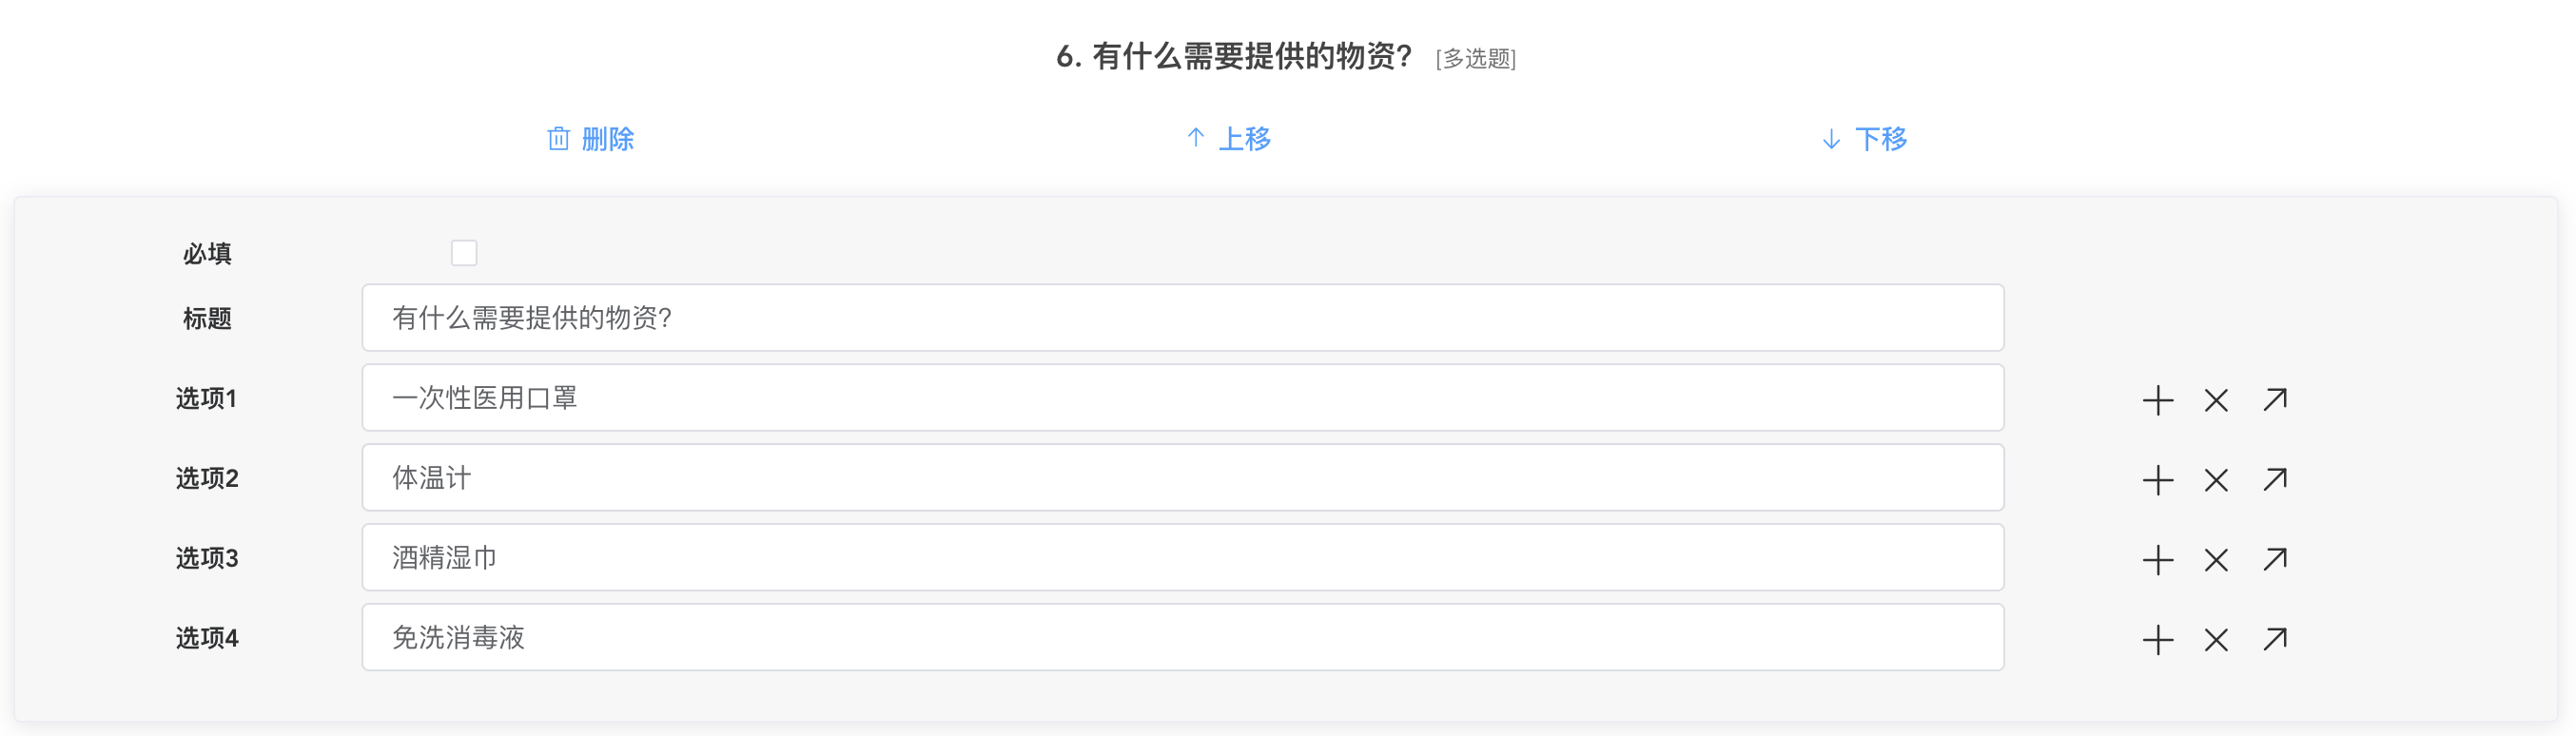 6. 有什么需要提供的物资? [多选题]
删除 上移 下移
必填
标题 有什么需要提供的物资?
选项1 一次性医用口罩
选项2 体温计
选项3 酒精湿巾
选项4 免洗消毒液